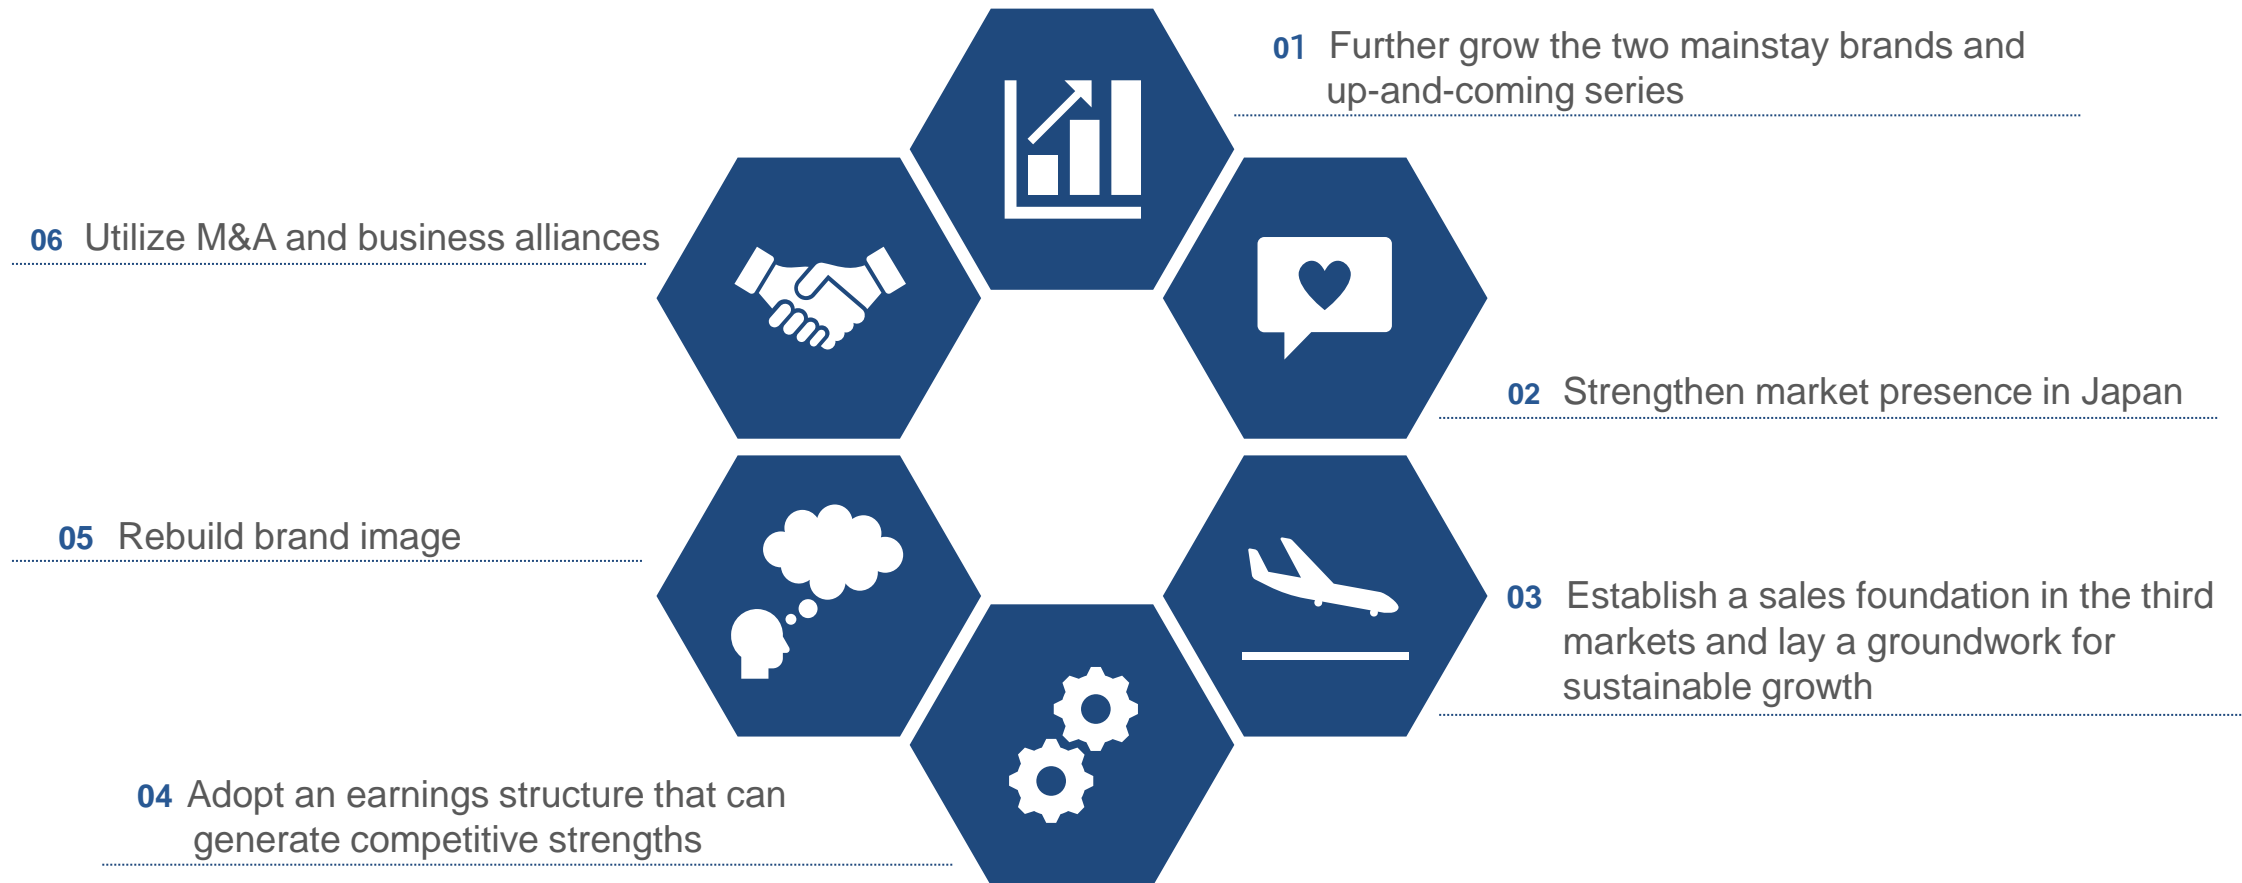 01 Further grow the two mainstay brands and
up-and-coming series
02 Strengthen market presence in Japan
03 Establish a sales foundation in the third
markets and lay a groundwork for
sustainable growth
04 Adopt an earnings structure that can
generate competitive strengths
05 Rebuild brand image
06 Utilize M&A and business alliances